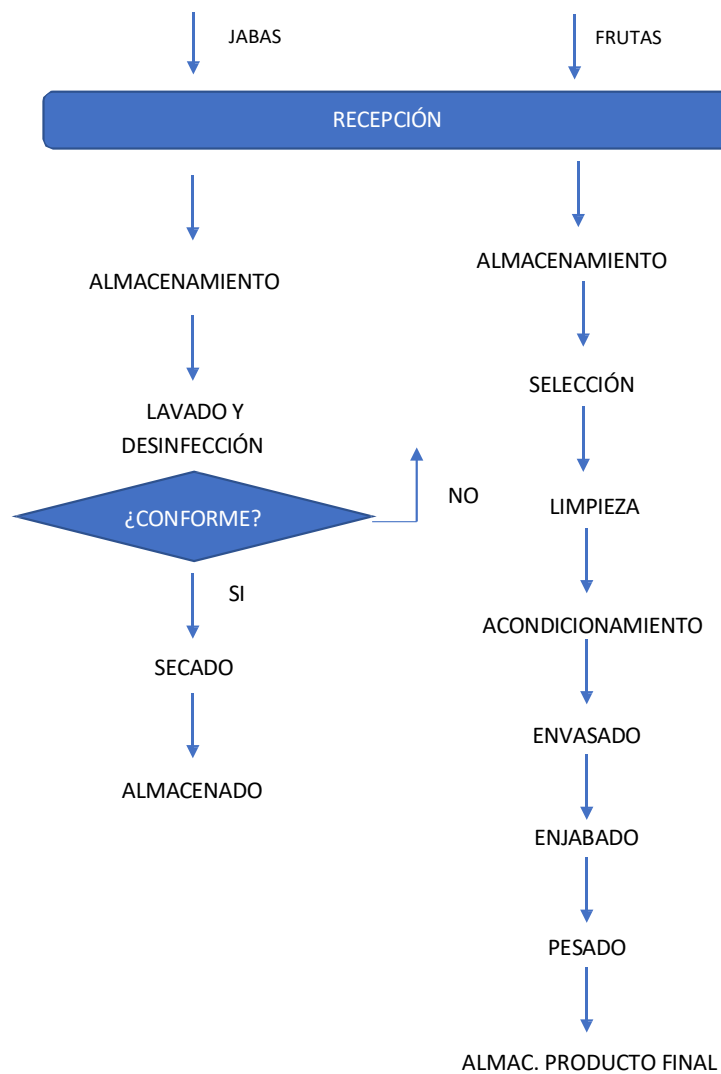 JABAS
FRUTAS
RECEPCIÓN
ALMACENAMIENTO
LAVADO Y
DESINFECCIÓN
¿CONFORME?
NO
SI
SECADO
ALMACENADO
ALMACENAMIENTO
SELECCIÓN
LIMPIEZA
ACONDICIONAMIENTO
ENVASADO
ENJABADO
PESADO
ALMAC. PRODUCTO FINAL